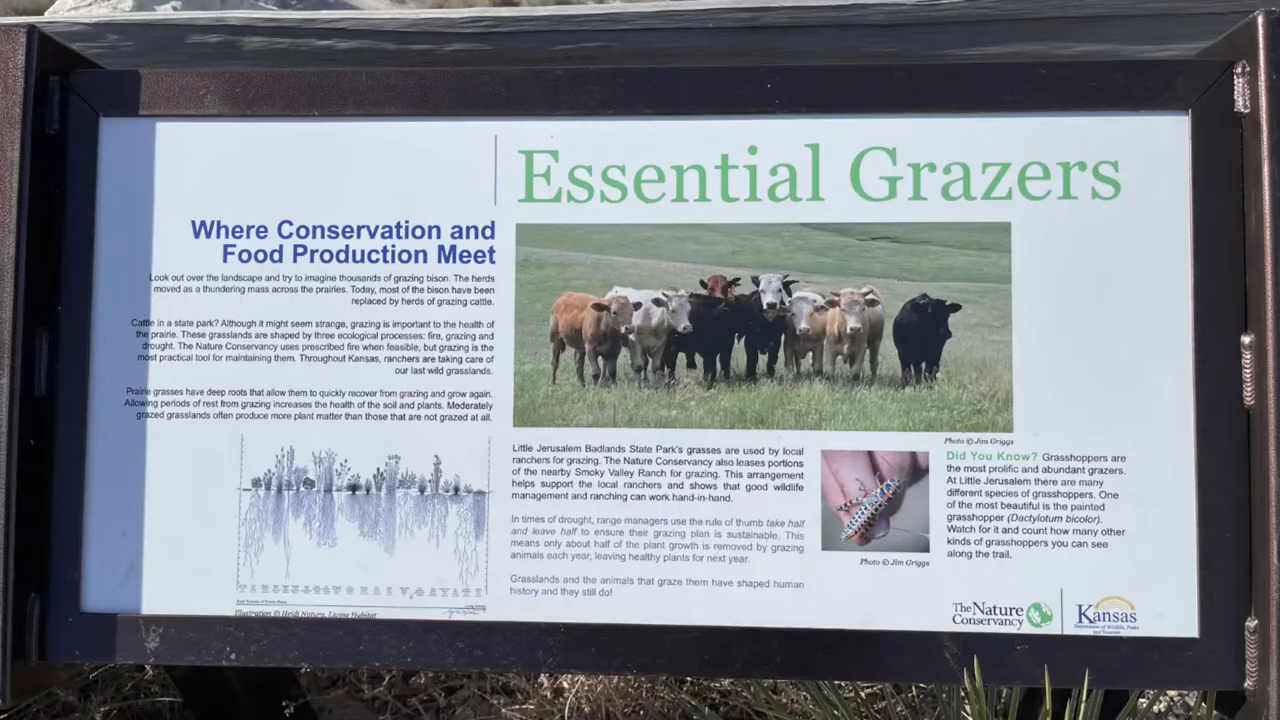 Essential Grazers
Where Conservation and
Food Production Meet
Look out over the landscape and try to imagine thousands of grazing bison. The herds
moved as a thundering mass across the prairies. Today, most of the bison have been
replaced by herds of grazing cattle.
Cattle in a state park? Although it might seem strange, grazing is important to the health of
the prairie. These grasslands are shaped by three ecological processes: fire, grazing and
drought. The Nature Conservancy uses prescribed fire when feasible, but grazing is the
most practical tool for maintaining them. Throughout Kansas, ranchers are taking care of
our last wild grasslands.
Prairie grasses have deep roots that allow them to quickly recover from grazing and grow again.
Allowing periods of rest from grazing increases the health of the soil and plants. Moderately
grazed grasslands often produce more plant matter than those that are not grazed at all.
Illustration © Heidi Natura, Living Habitat
Photo © Jim Griggs
Little Jerusalem Badlands State Park's grasses are used by local
ranchers for grazing. The Nature Conservancy also leases portions
of the nearby Smoky Valley Ranch for grazing. This arrangement
helps support the local ranchers and shows that good wildlife
management and ranching can work hand-in-hand.
In times of drought, range managers use the rule of thumb take half
and leave half to ensure their grazing plan is sustainable. This
means only about half of the plant growth is removed by grazing
animals each year, leaving healthy plants for next year.
Grasslands and the animals that graze them have shaped human
history and they still do!
Photo © Jim Griggs
Did You Know? Grasshoppers are
the most prolific and abundant grazers.
At Little Jerusalem there are many
different species of grasshoppers. One
of the most beautiful is the painted
grasshopper (Dactylotum bicolor).
Watch for it and count how many other
kinds of grasshoppers you can see
along the trail.
The Nature
Conservancy
Kansas
Department of Wildlife, Parks
and Tourism